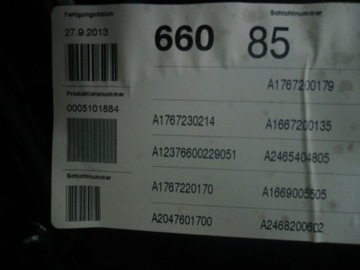 Fertigungsdatum
Schichtnummer
27.9.2013
660
85
A1767200179
Produktionsnummer
0005101884
A1767230214
A1667200135
A12376600229051
A2465404805
Schichtnummer
A1767220170
A1669005505
A2047601700
A2468200602